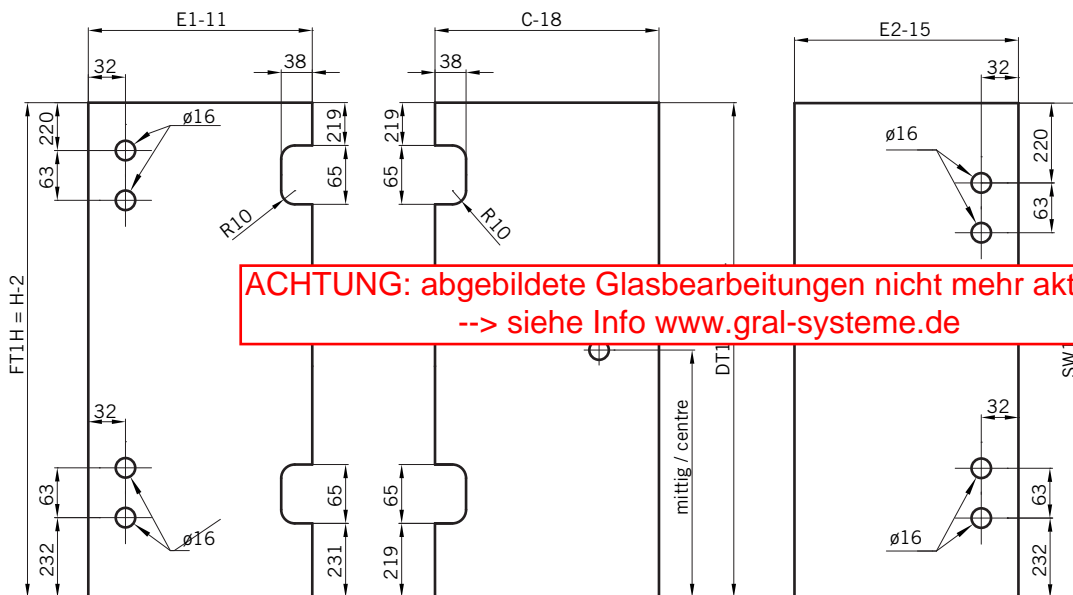 E1-11
C-18
E2-15
32
38
38
32
220
ø16
219
219
ø16
220
63
65
65
63
R10
R10
ACHTUNG: abgebildete Glasbearbeitungen nicht mehr akt
--> siehe Info www.gral-systeme.de
FT1H = H-2
DT1
SW1
mittig / centre
32
32
63
65
65
63
ø16
ø16
232
231
219
232